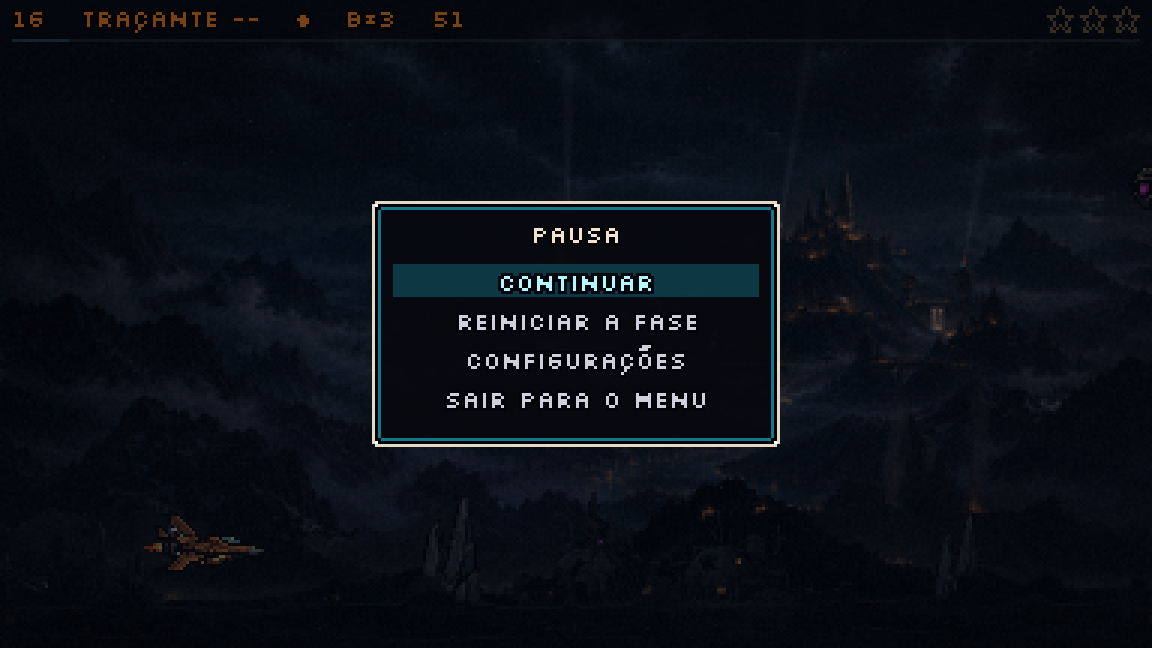 16 TRAÇANTE -- B×3 51
PAUSA
CONTINUAR
REINICIAR A FASE
CONFIGURAÇÕES
SAIR PARA O MENU